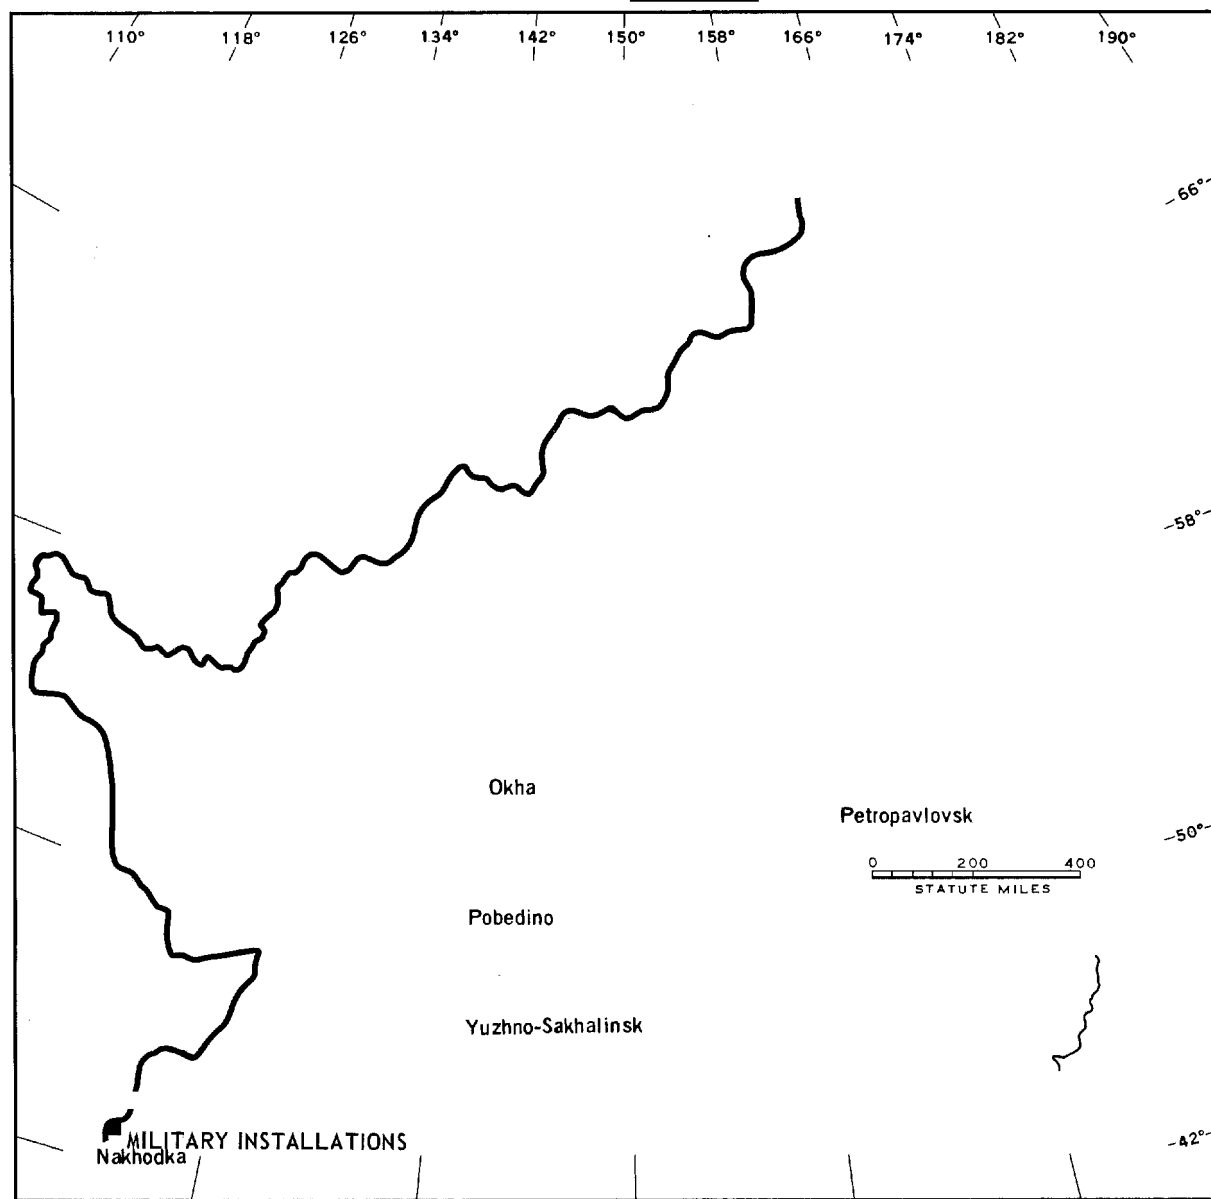 110° 118° 126° 134° 142° 150° 158° 166° 174° 182° 190°
66°
58°
Okha
Petropavlovsk
50°
0 200 400
STATUTE MILES
Pobedino
Yuzhno-Sakhalinsk
MILITARY INSTALLATIONS
42°
Nakhodka